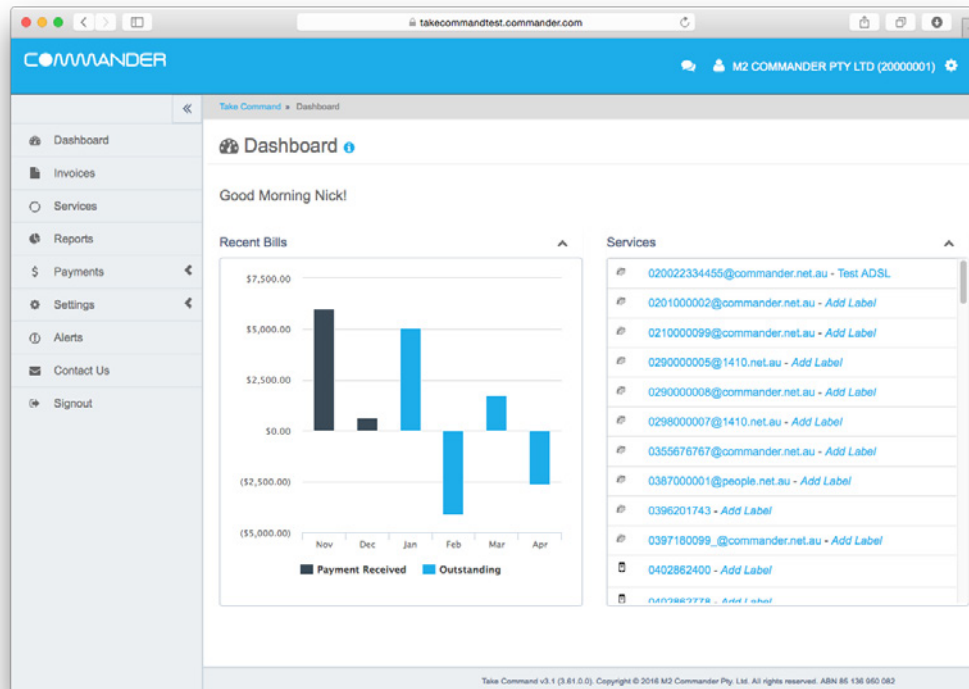 takecommandtest.commander.com
COMMANDER
M2 COMMANDER PTY LTD (20000001)
Take Command » Dashboard
Dashboard
Invoices
Services
Reports
$ Payments
Settings
Alerts
Contact Us
Signout
Dashboard
Good Morning Nick!
Recent Bills
$7,500.00
$5,000.00
$2,500.00
$0.00
($2,500.00)
($5,000.00)
Nov Dec Jan Feb Mar Apr
Payment Received Outstanding
Services
020022334455@commander.net.au - Test ADSL
0201000002@commander.net.au - Add Label
0210000099@commander.net.au - Add Label
0290000005@1410.net.au - Add Label
0290000008@commander.net.au - Add Label
0298000007@1410.net.au - Add Label
0355676767@commander.net.au - Add Label
0387000001@people.net.au - Add Label
0396201743 - Add Label
0397180099_@commander.net.au - Add Label
0402862400 - Add Label
0402862778 - Add Label
Take Command v3.1 (3.61.0.0). Copyright © 2016 M2 Commander Pty. Ltd. All rights reserved. ABN 85 136 950 082